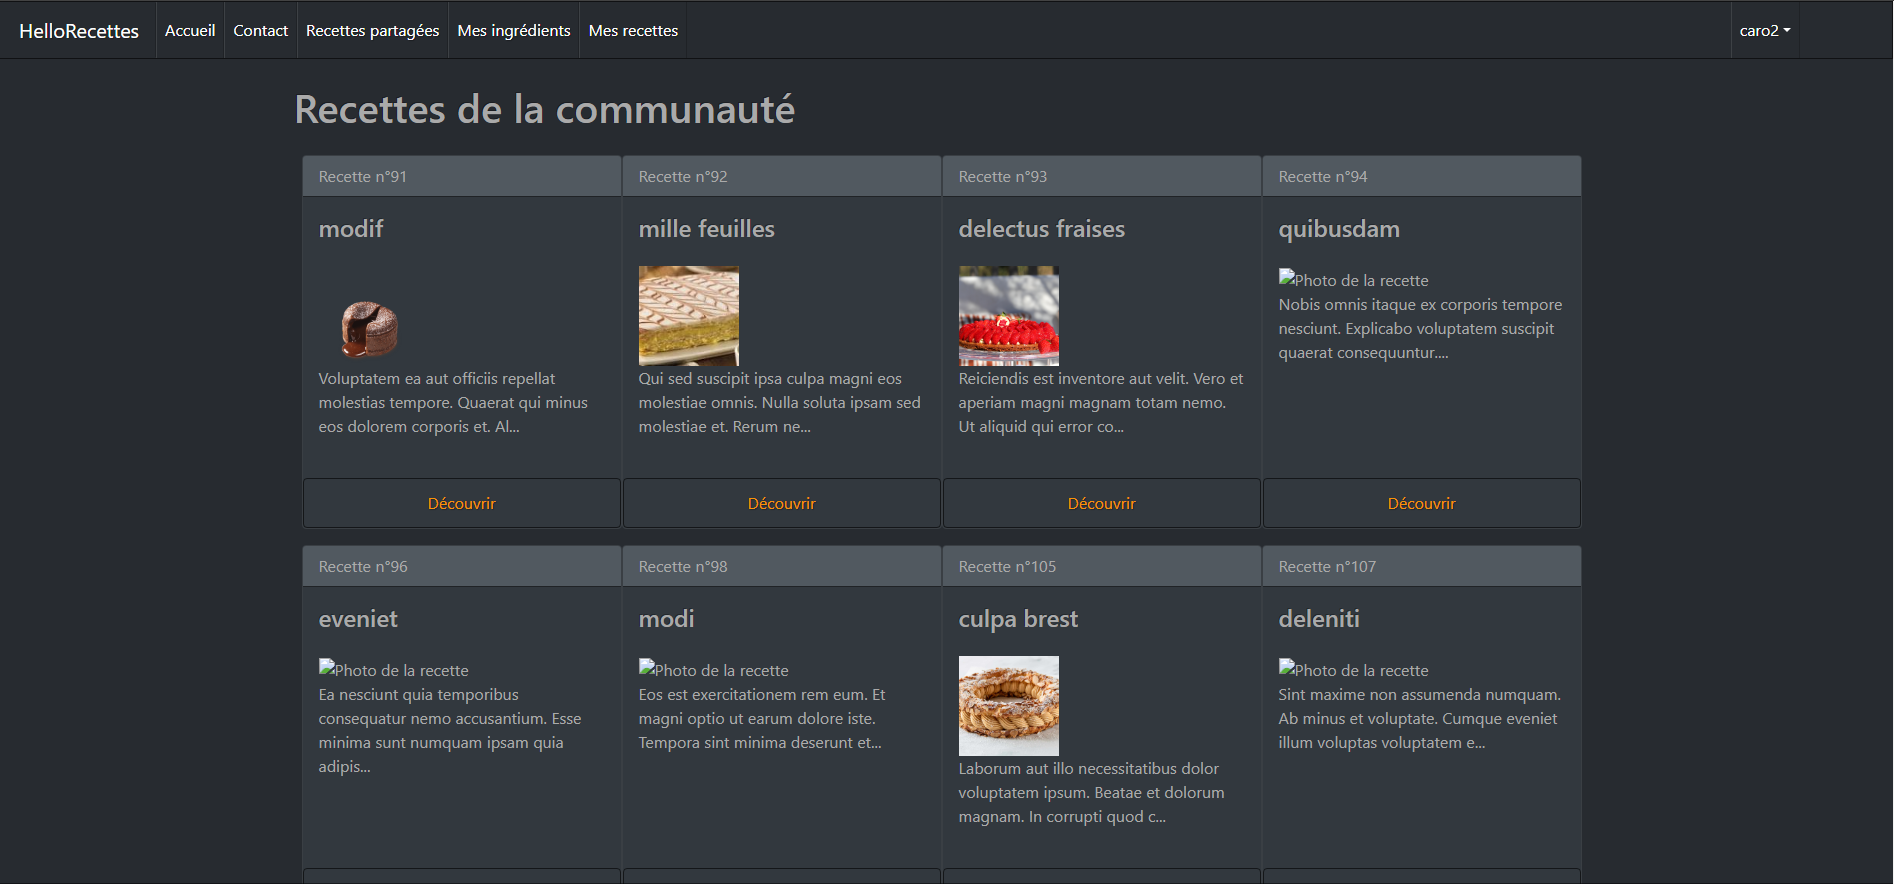 HelloRecettes Accueil Contact Recettes partagées Mes ingrédients Mes recettes caro2
Recettes de la communauté
Recette n°91
modif
Voluptatem ea aut officiis repellat
molestias tempore. Quaerat qui minus
eos dolorem corporis et. Al...
Découvrir
Recette n°92
mille feuilles
Qui sed suscipit ipsa culpa magni eos
molestiae omnis. Nulla soluta ipsam sed
molestiae et. Rerum ne...
Découvrir
Recette n°93
delectus fraises
Reiciendis est inventore aut velit. Vero et
aperiam magni magnam totam nemo.
Ut aliquid qui error co...
Découvrir
Recette n°94
quibusdam
Photo de la recette
Nobis omnis itaque ex corporis tempore
nesciunt. Explicabo voluptatem suscipit
quaerat consequuntur....
Découvrir
Recette n°96
eveniet
Photo de la recette
Ea nesciunt quia temporibus
consequatur nemo accusantium. Esse
minima sunt numquam ipsam quia
adipis...
Recette n°98
modi
Photo de la recette
Eos est exercitationem rem eum. Et
magni optio ut earum dolore iste.
Tempora sint minima deserunt et...
Recette n°105
culpa brest
Laborum aut illo necessitatibus dolor
voluptatem ipsum. Beatae et dolorum
magnam. In corrupti quod c...
Recette n°107
deleniti
Photo de la recette
Sint maxime non assumenda numquam.
Ab minus et voluptate. Cumque eveniet
illum voluptas voluptatem e...